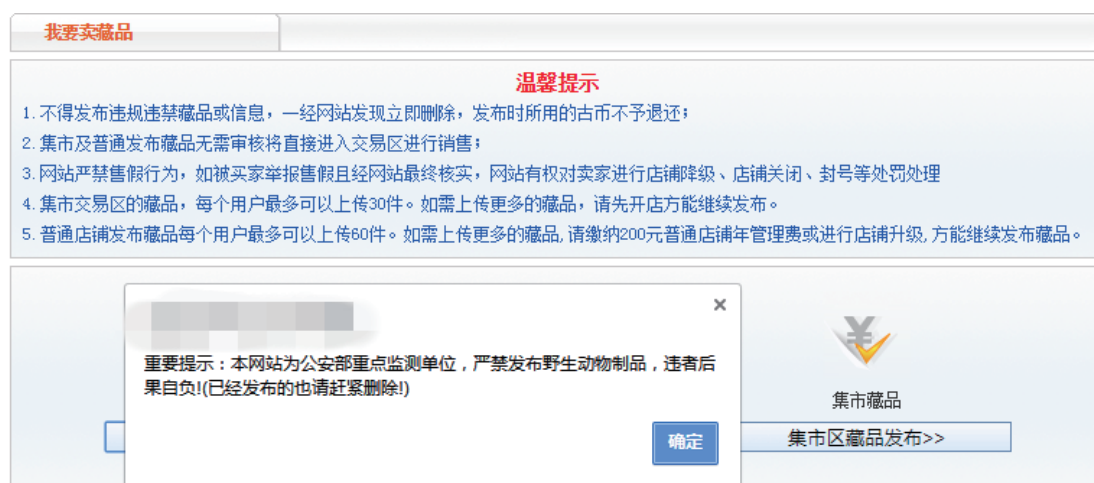 我要卖藏品
温馨提示
1. 不得发布违规违禁藏品或信息，一经网站发现立即删除，发布时所用的古币不予退还；
2. 集市及普通发布藏品无需审核将直接进入交易区进行销售；
3. 网站严禁售假行为，如被买家举报售假且经网站最终核实，网站有权对卖家进行店铺降级、店铺关闭、封号等处罚处理
4. 集市交易区的藏品，每个用户最多可以上传30件。如需上传更多的藏品，请先开店方能继续发布。
5. 普通店铺发布藏品每个用户最多可以上传60件。如需上传更多的藏品,请缴纳200元普通店铺年管理费或进行店铺升级,方能继续发布藏品。
×
重要提示：本网站为公安部重点监测单位，严禁发布野生动物制品，违者后
果自负!(已经发布的也请赶紧删除!)
确定
¥
集市藏品
集市区藏品发布>>